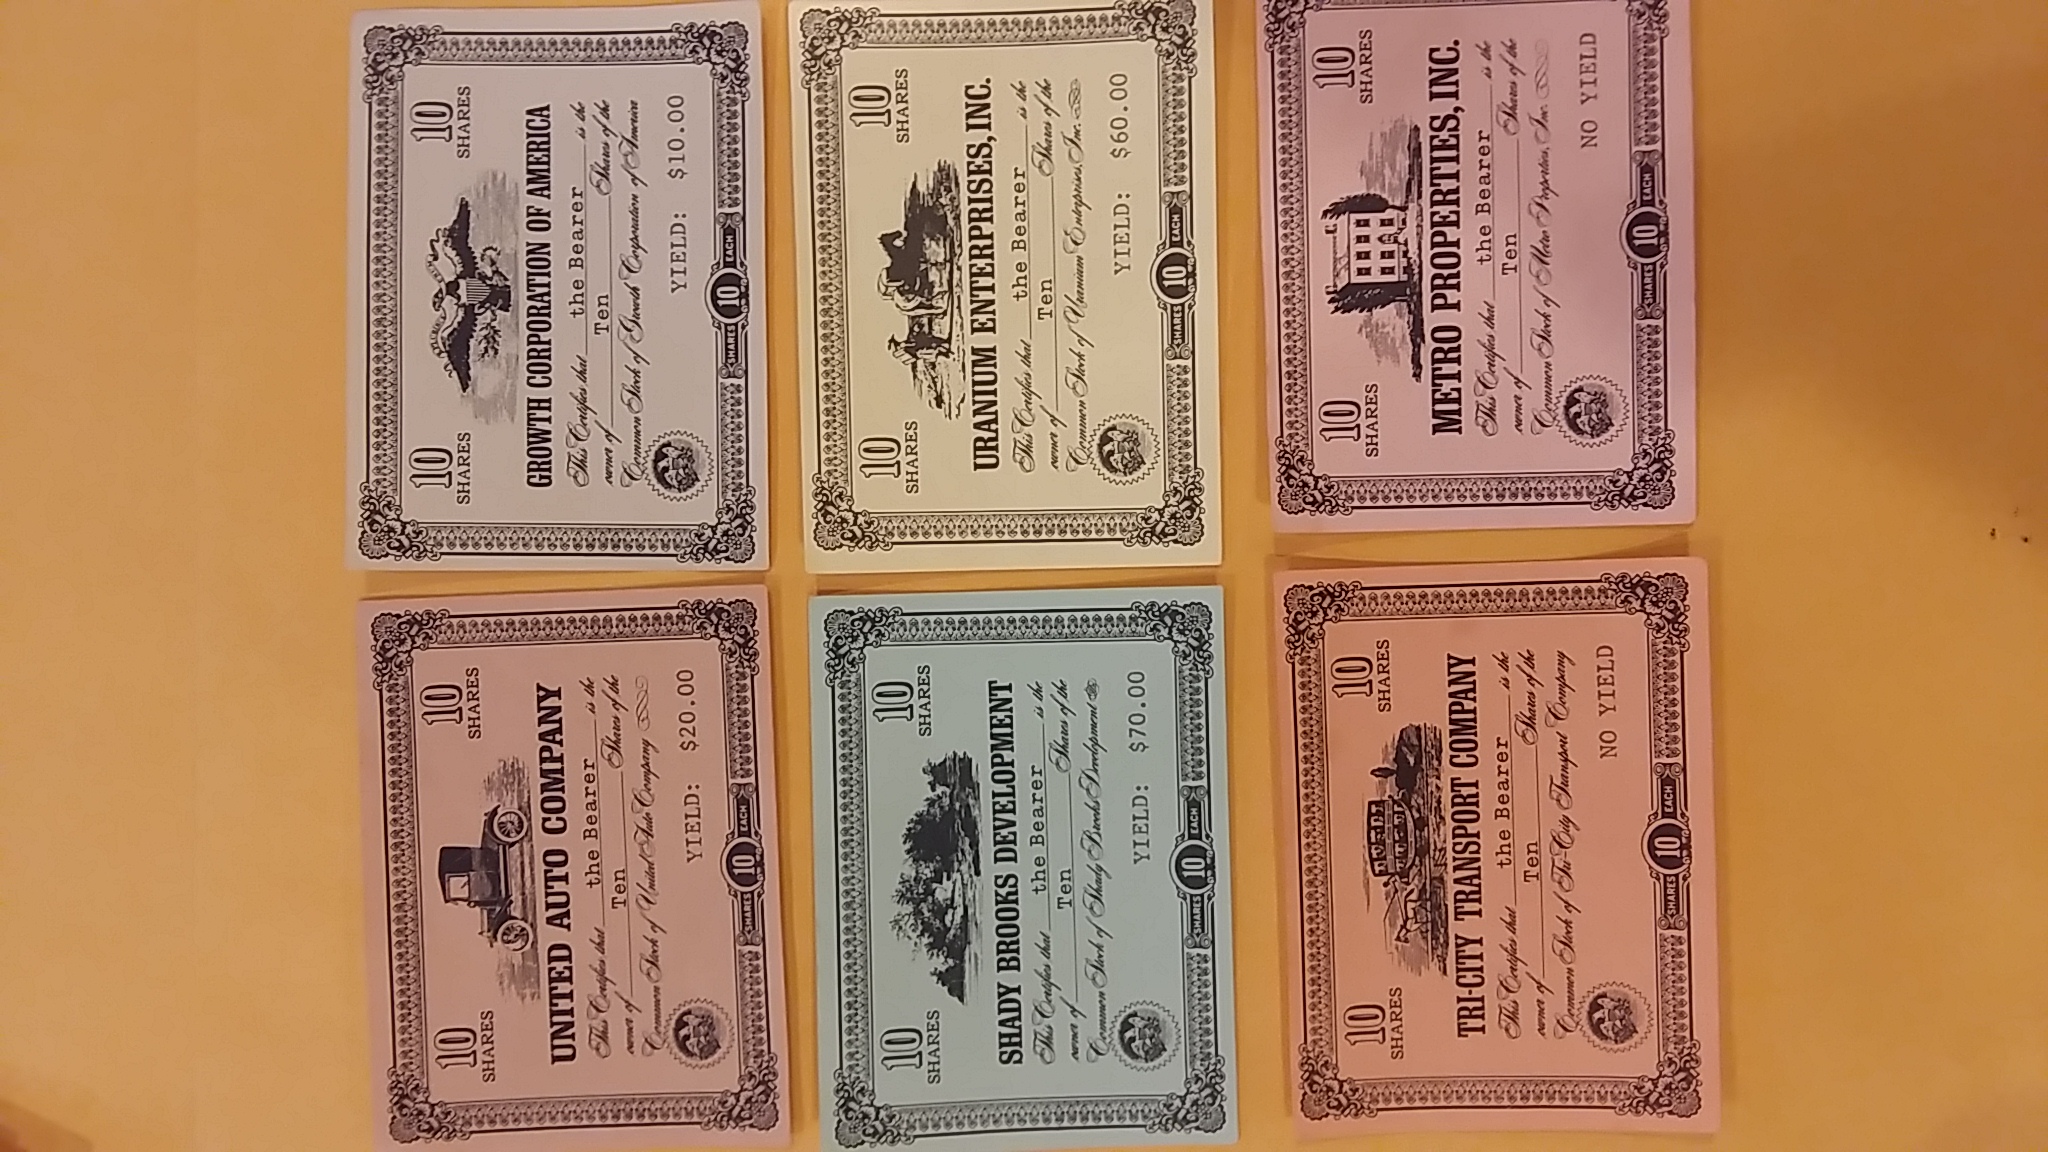 10 10
SHARES SHARES
UNITED AUTO COMPANY
This Certifies that the Bearer is the
owner of Ten Shares of the
Common Stock of United Auto Company
YIELD: $20.00
SHARES 10 EACH
10 10
SHARES SHARES
GROWTH CORPORATION OF AMERICA
This Certifies that the Bearer is the
owner of Ten Shares of the
Common Stock of Growth Corporation of America
YIELD: $10.00
SHARES 10 EACH
10 10
SHARES SHARES
SHADY BROOKS DEVELOPMENT
This Certifies that the Bearer is the
owner of Ten Shares of the
Common Stock of Shady Brooks Development
YIELD: $70.00
SHARES 10 EACH
10 10
SHARES SHARES
URANIUM ENTERPRISES, INC.
This Certifies that the Bearer is the
owner of Ten Shares of the
Common Stock of Uranium Enterprises, Inc.
YIELD: $60.00
SHARES 10 EACH
10 10
SHARES SHARES
TRI-CITY TRANSPORT COMPANY
This Certifies that the Bearer is the
owner of Ten Shares of the
Common Stock of Tri-City Transport Company
NO YIELD
SHARES 10 EACH
10 10
SHARES SHARES
METRO PROPERTIES, INC.
This Certifies that the Bearer is the
owner of Ten Shares of the
Common Stock of Metro Properties, Inc.
NO YIELD
SHARES 10 EACH